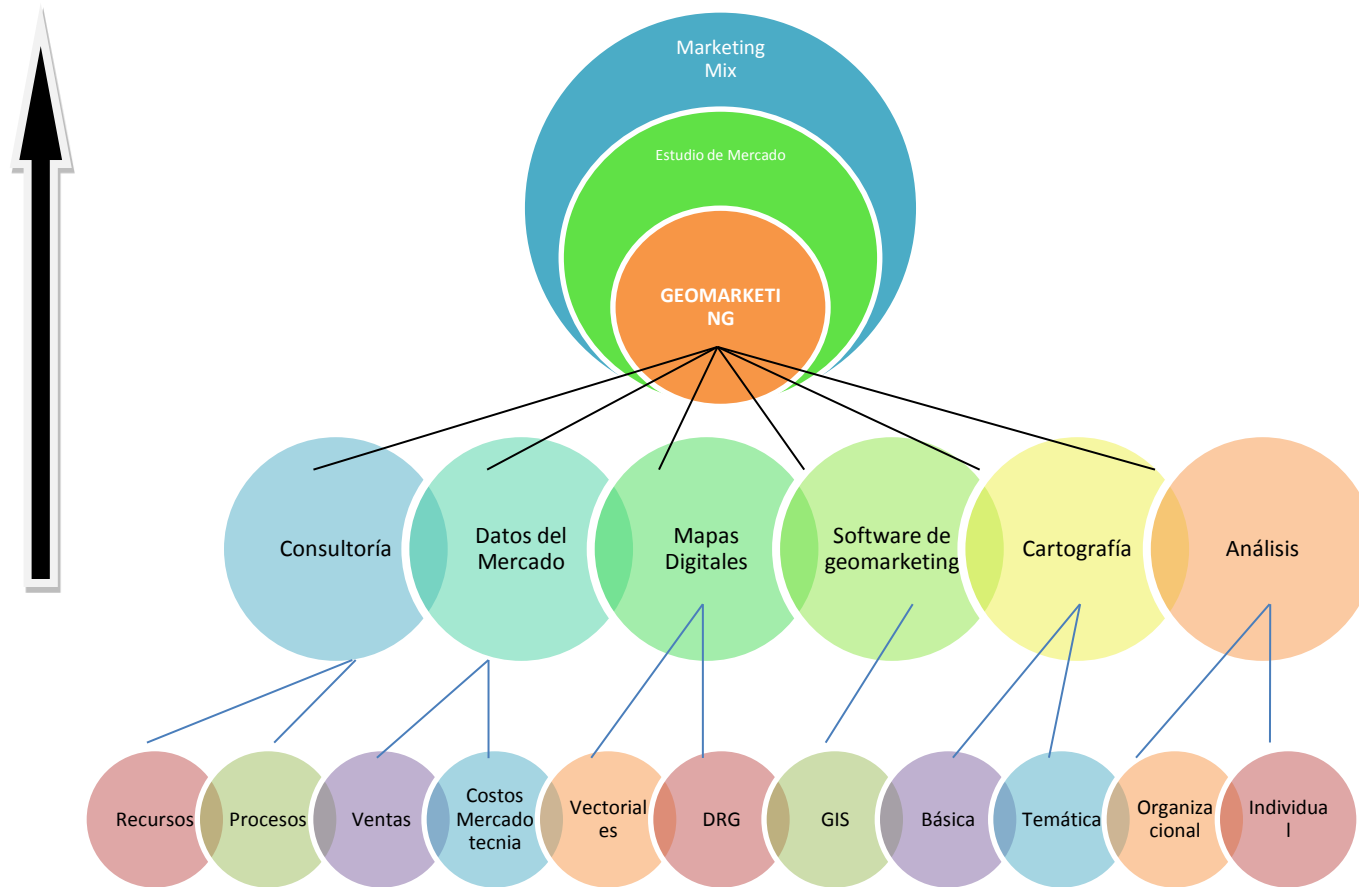 Marketing
Mix
Estudio de Mercado
GEOMARKETI
NG
Consultoría
Datos del
Mercado
Mapas
Digitales
Software de
geomarketing
Cartografía
Análisis
Recursos
Procesos
Ventas
Costos
Mercado
tecnia
Vectorial
es
DRG
GIS
Básica
Temática
Organiza
cional
Individua
l